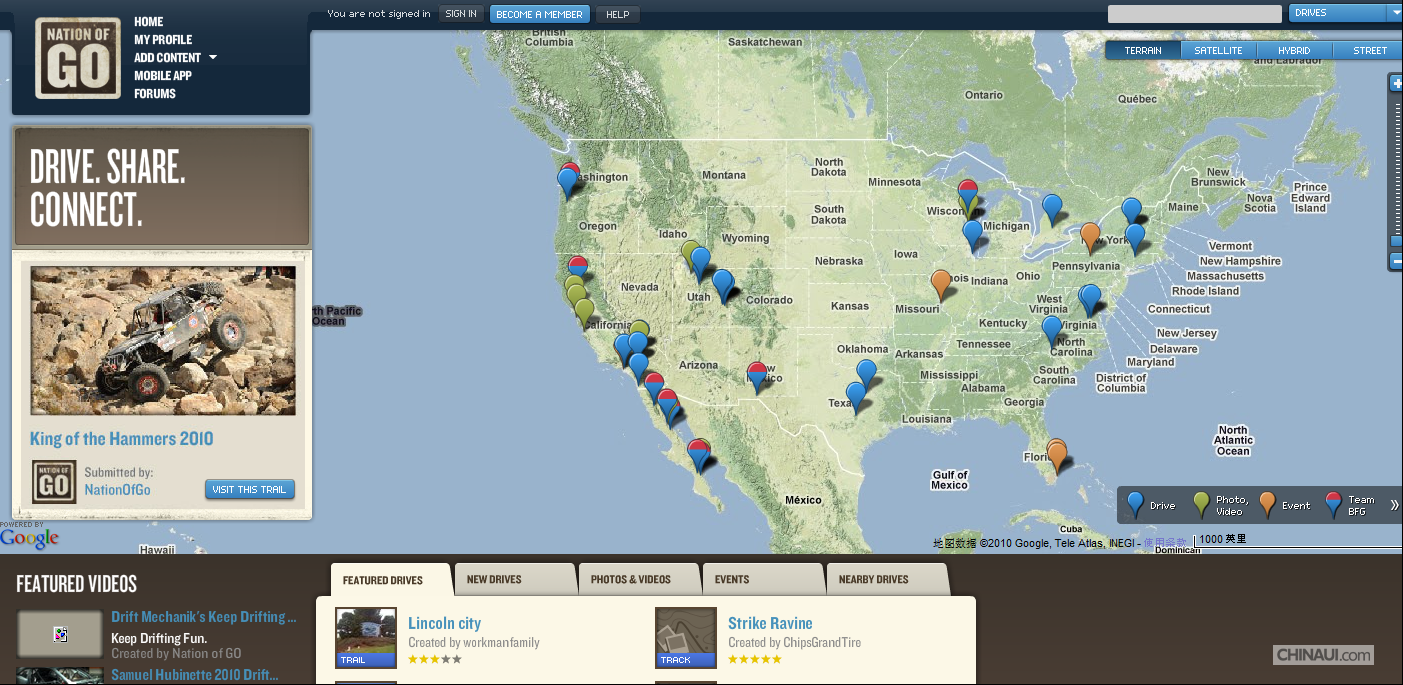 You are not signed in
SIGN IN
BECOME A MEMBER
HELP
DRIVES
NATION OF
GO
HOME
MY PROFILE
ADD CONTENT
MOBILE APP
FORUMS
TERRAIN
SATELLITE
HYBRID
STREET
DRIVE. SHARE.
CONNECT.
King of the Hammers 2010
NATION OF
GO
Submitted by:
NationOfGo
VISIT THIS TRAIL
POWERED BY
Google
British
Columbia
Saskatchewan
and Labrador
Ontario
Québec
Washington
Montana
North
Dakota
Minnesota
New
Brunswick
Prince
Edward
Island
Nova
Scotia
Maine
South
Dakota
Oregon
Idaho
Wyoming
Michigan
Vermont
New Hampshire
Massachusetts
Rhode Island
Connecticut
New Jersey
Delaware
Maryland
District of
Columbia
Nebraska
Iowa
Indiana
Ohio
Pennsylvania
Nevada
Utah
Colorado
Kansas
Missouri
West
Virginia
Virginia
Kentucky
California
Tennessee
North
Carolina
Arizona
Oklahoma
Arkansas
Mississippi
Alabama
South
Carolina
Georgia
Louisiana
th Pacific
Ocean
North
Atlantic
Ocean
Gulf of
Mexico
México
Cuba
Dominican
Hawaii
Drive
Photo,
Video
Event
Team
BFG
地图数据 ©2010 Google, Tele Atlas, INEGI - 使用条款
1000 英里
FEATURED VIDEOS
Drift Mechanik's Keep Drifting ...
Keep Drifting Fun.
Created by Nation of GO
Samuel Hubinette 2010 Drift...
FEATURED DRIVES
NEW DRIVES
PHOTOS & VIDEOS
EVENTS
NEARBY DRIVES
Lincoln city
Created by workmanfamily
TRAIL
Strike Ravine
Created by ChipsGrandTire
TRACK
CHINAUI.com